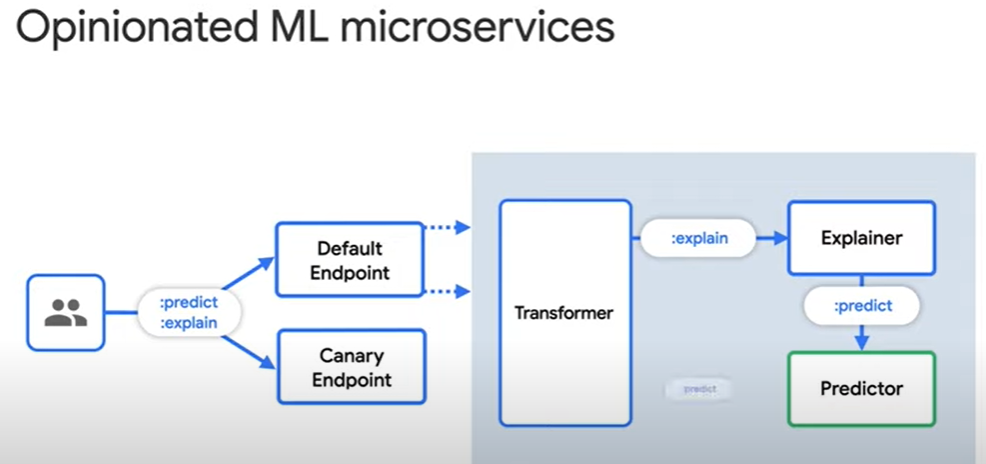 Opinionated ML microservices
:predict
:explain
Default
Endpoint
Canary
Endpoint
Transformer
:explain
Explainer
:predict
Predictor
:predict